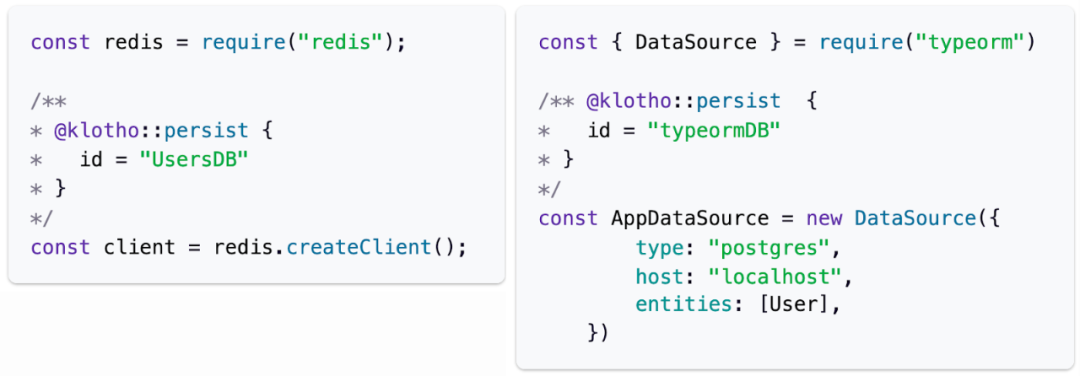 const redis = require("redis");

/**
* @klotho::persist {
*   id = "UsersDB"
* }
*/
const client = redis.createClient();

const { DataSource } = require("typeorm")

/** @klotho::persist  {
*   id = "typeormDB"
* }
*/
const AppDataSource = new DataSource({
        type: "postgres",
        host: "localhost",
        entities: [User],
    })